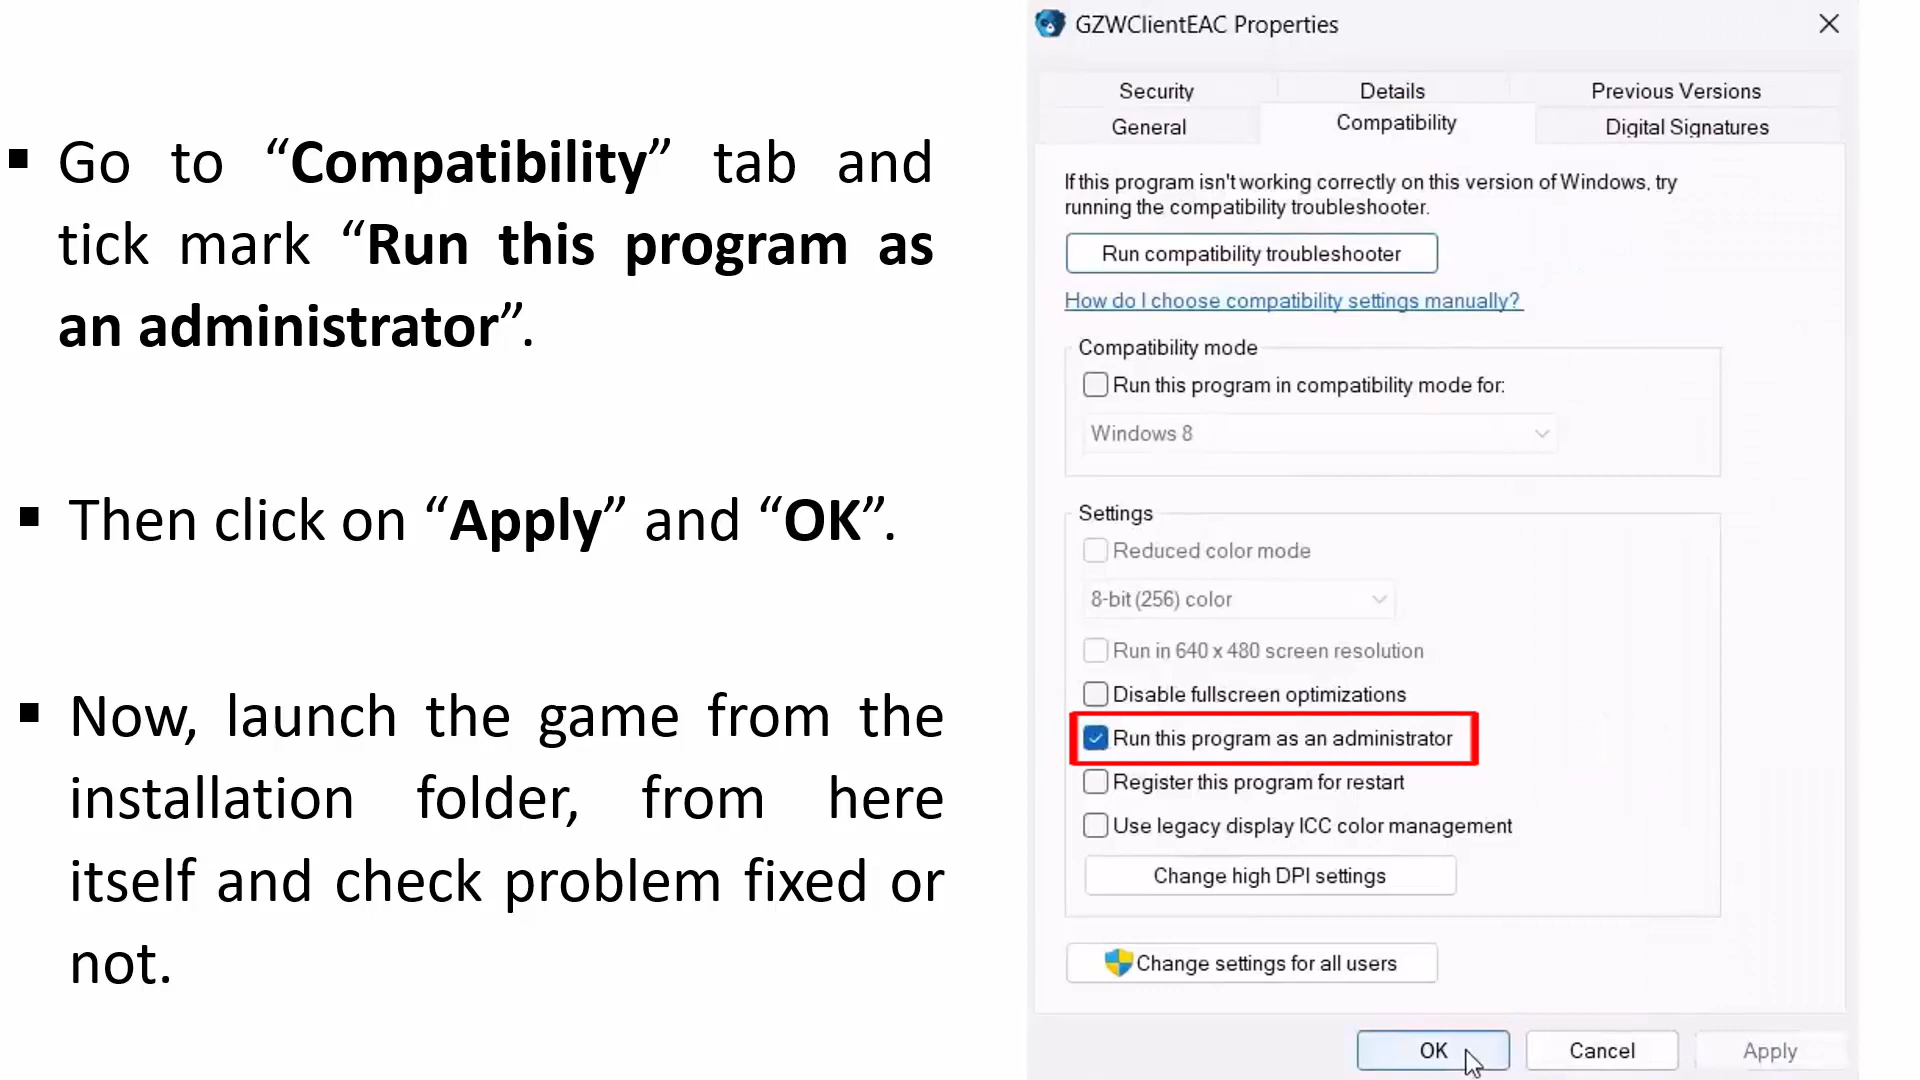 ▪ Go to “Compatibility” tab and
tick mark “Run this program as
an administrator”.
▪ Then click on “Apply” and “OK”.
▪ Now, launch the game from the
installation folder, from here
itself and check problem fixed or
not.
GZWClientEAC Properties
Security Details Previous Versions
General Compatibility Digital Signatures
If this program isn't working correctly on this version of Windows, try
running the compatibility troubleshooter.
Run compatibility troubleshooter
How do I choose compatibility settings manually?
Compatibility mode
Run this program in compatibility mode for:
Windows 8
Settings
Reduced color mode
8-bit (256) color
Run in 640 x 480 screen resolution
Disable fullscreen optimizations
Run this program as an administrator
Register this program for restart
Use legacy display ICC color management
Change high DPI settings
Change settings for all users
OK Cancel Apply